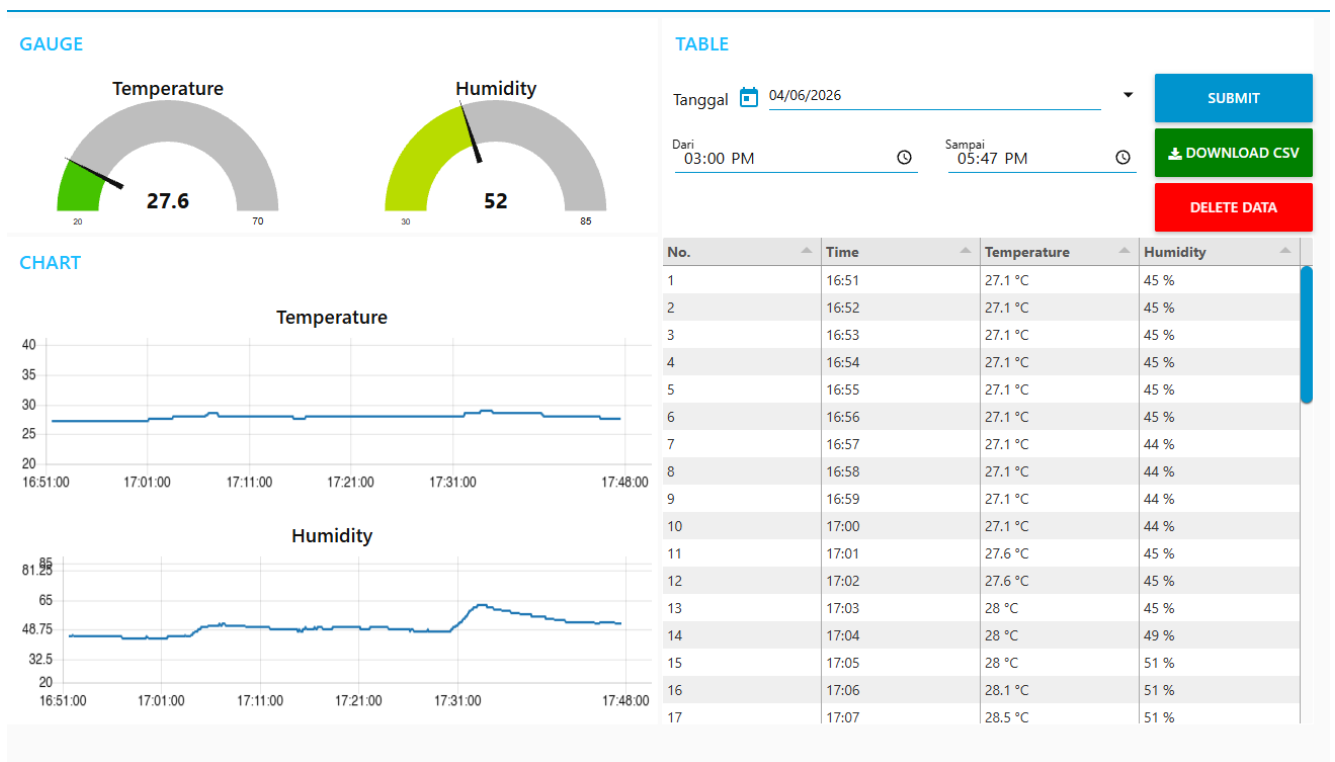 GAUGE
Temperature
27.6
20
70
Humidity
52
30
85
CHART
Temperature
40
35
30
25
20
16:51:00 17:01:00 17:11:00 17:21:00 17:31:00 17:48:00
Humidity
85
81.25
65
48.75
32.5
20
16:51:00 17:01:00 17:11:00 17:21:00 17:31:00 17:48:00
TABLE
Tanggal 04/06/2026
SUBMIT
Dari
03:00 PM
Sampai
05:47 PM
DOWNLOAD CSV
DELETE DATA
No. Time Temperature Humidity
1 16:51 27.1 °C 45 %
2 16:52 27.1 °C 45 %
3 16:53 27.1 °C 45 %
4 16:54 27.1 °C 45 %
5 16:55 27.1 °C 45 %
6 16:56 27.1 °C 45 %
7 16:57 27.1 °C 44 %
8 16:58 27.1 °C 44 %
9 16:59 27.1 °C 44 %
10 17:00 27.1 °C 44 %
11 17:01 27.6 °C 45 %
12 17:02 27.6 °C 45 %
13 17:03 28 °C 45 %
14 17:04 28 °C 49 %
15 17:05 28 °C 51 %
16 17:06 28.1 °C 51 %
17 17:07 28.5 °C 51 %